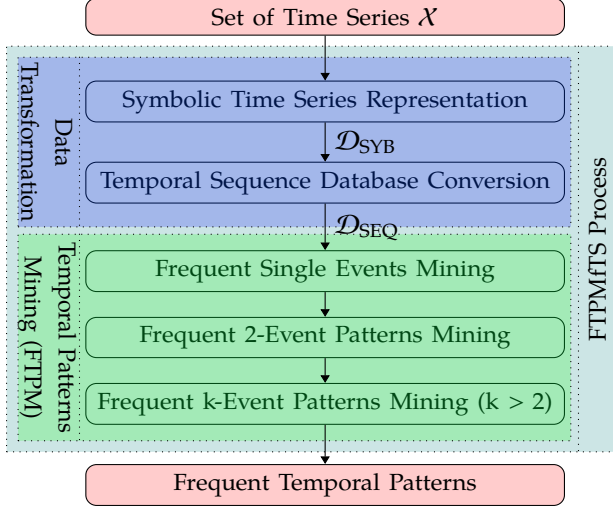 Set of Time Series 𝒳
Data
Transformation
Symbolic Time Series Representation
𝒟SYB
Temporal Sequence Database Conversion
𝒟SEQ
Temporal Patterns
Mining (FTPM)
Frequent Single Events Mining
Frequent 2-Event Patterns Mining
Frequent k-Event Patterns Mining (k > 2)
FTPMfTS Process
Frequent Temporal Patterns